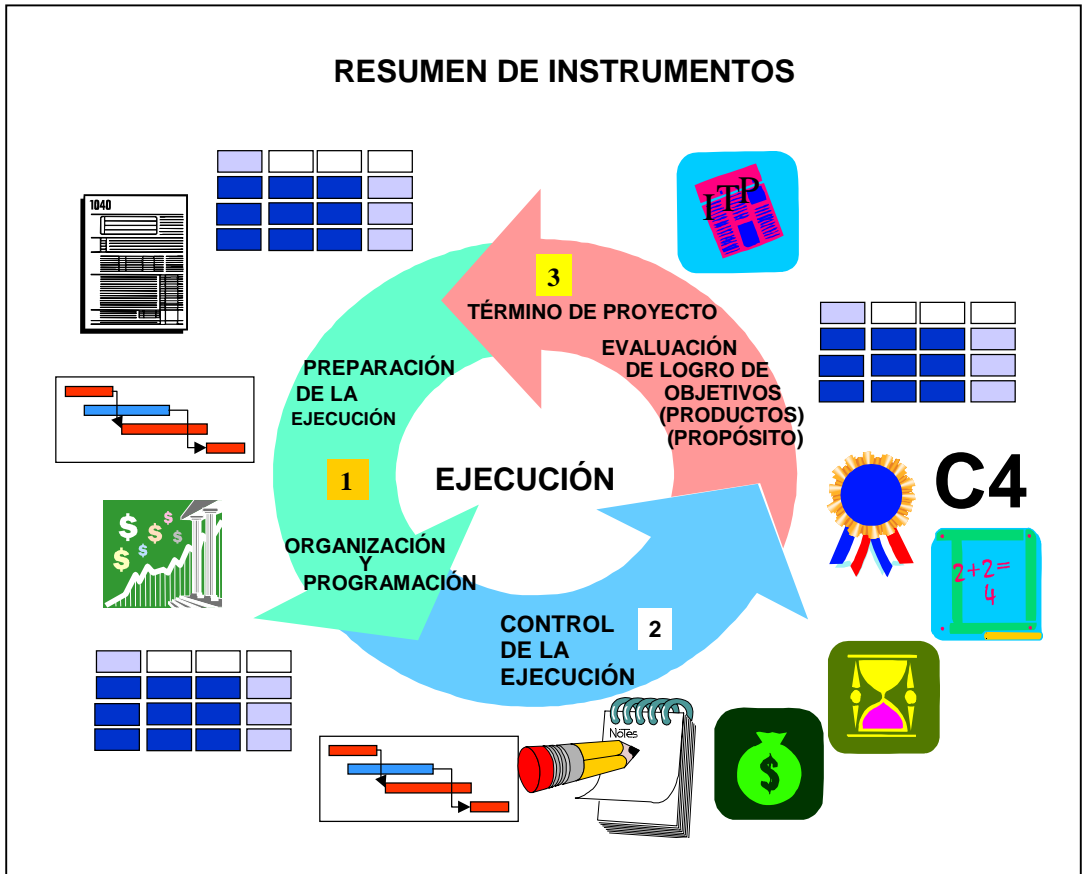 RESUMEN DE INSTRUMENTOS
1040
ITP
3
TÉRMINO DE PROYECTO
EVALUACIÓN
DE LOGRO DE
OBJETIVOS
(PRODUCTOS)
(PROPÓSITO)
PREPARACIÓN
DE LA
EJECUCIÓN
1
EJECUCIÓN
ORGANIZACIÓN
Y
PROGRAMACIÓN
CONTROL
DE LA
EJECUCIÓN
2
C4
2+2=
4
Notes
$
$ $ $ $ $